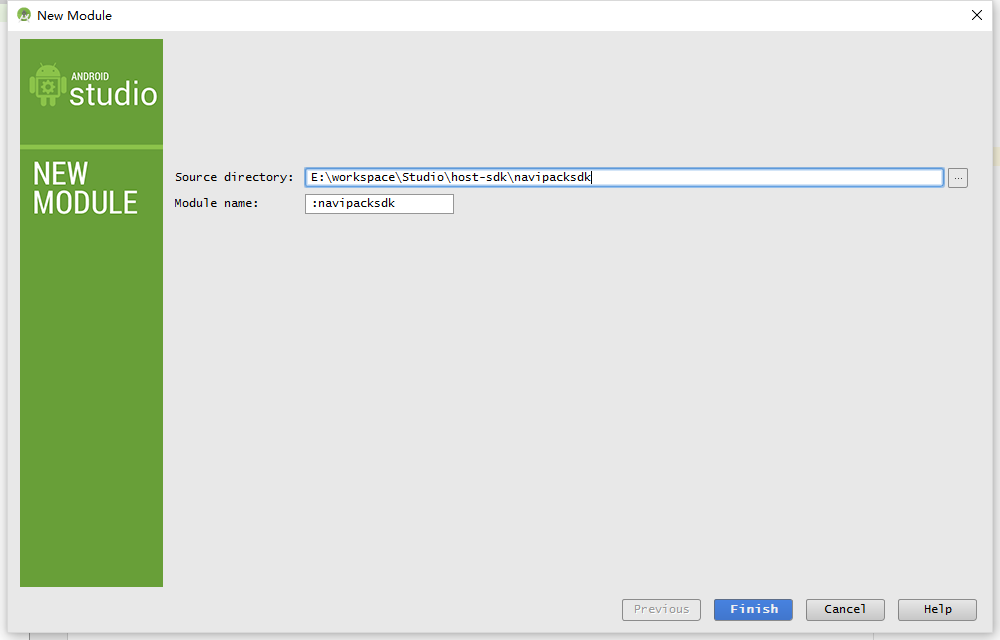 New Module
ANDROID
studio
NEW
MODULE
Source directory: E:\workspace\Studio\host-sdk\navipacksdk ...
Module name: :navipacksdk
Previous Finish Cancel Help